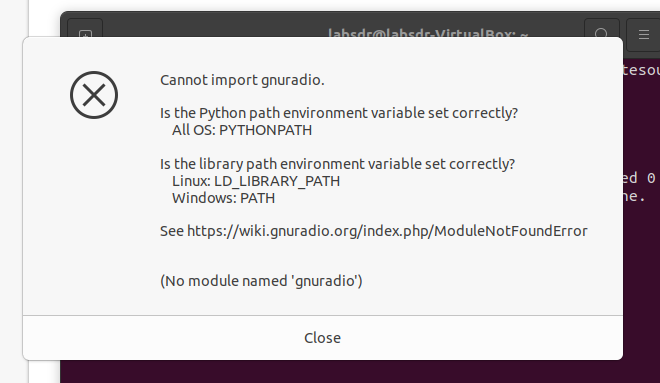 labsdr@labsdr-VirtualBox: ~
Cannot import gnuradio.
Is the Python path environment variable set correctly?
All OS: PYTHONPATH
Is the library path environment variable set correctly?
Linux: LD_LIBRARY_PATH
Windows: PATH
See https://wiki.gnuradio.org/index.php/ModuleNotFoundError
(No module named 'gnuradio')
Close
ed 0